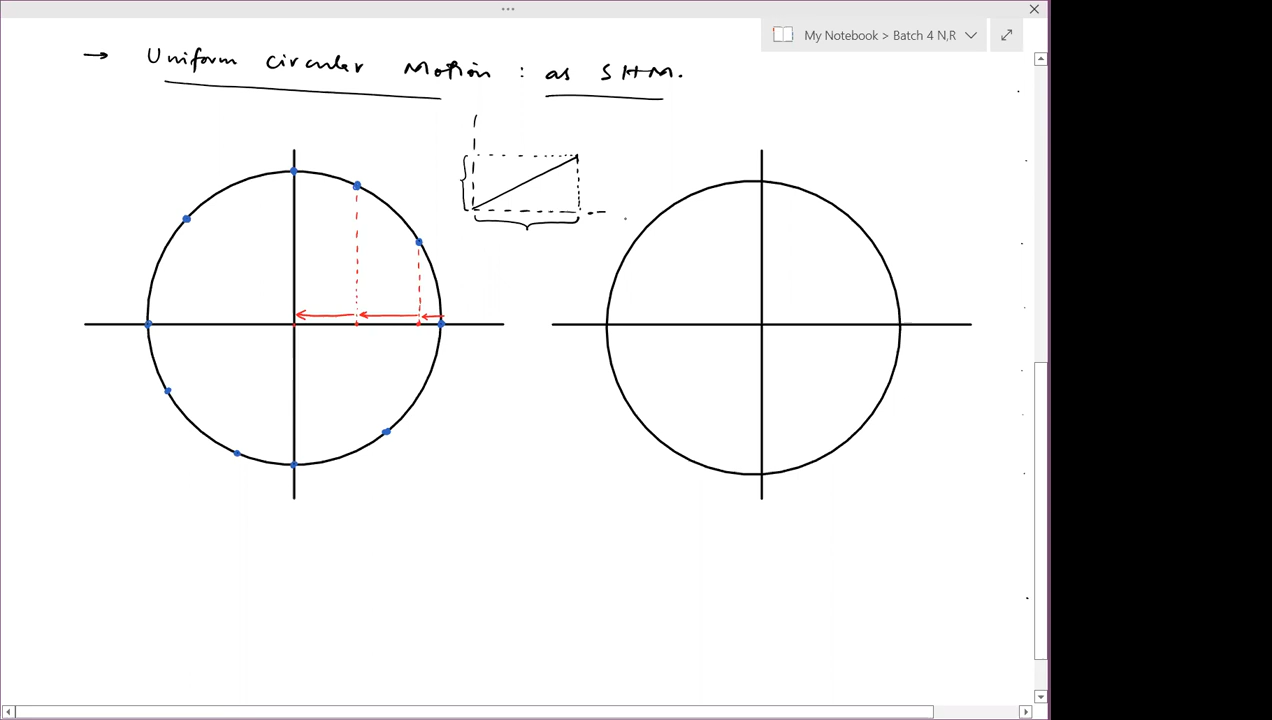 My Notebook > Batch 4 N,R
→ Uniform circular Motion : as SHM.